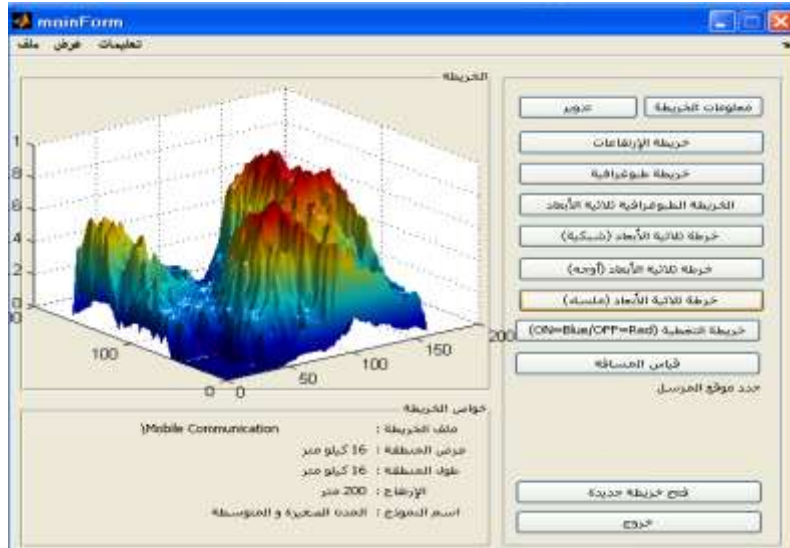 mainForm
ملف عرض تعليمات
الخريطة
معلومات الخريطة
تدوير
خريطة الإرتفاعات
خريطة طبوغرافية
الخريطة الطبوغرافية ثلاثية الأبعاد
خرطة ثلاثية الأبعاد (شبكية)
خرطة ثلاثية الأبعاد (أوجه)
خرطة ثلاثية الأبعاد (ملساء)
خريطة التغطية (ON=Blue/OFF=Red)
قياس المسافة
حدد موقع المرسل
فتح خريطة جديدة
خروج
1
8
6
.4
.2
0
100
0
0
50
100
150
200
خواص الخريطة
ملف الخريطة : \Mobile Communication
عرض المنطقة : 16 كيلو متر
طول المنطقة : 16 كيلو متر
الإرتفاع : 200 متر
اسم النموذج : المدن الصغيرة و المتوسطة